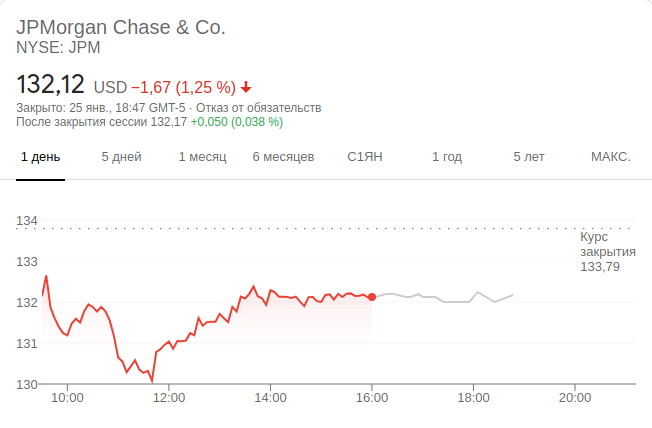 JPMorgan Chase & Co.
NYSE: JPM
132,12 USD −1,67 (1,25 %)
Закрыто: 25 янв., 18:47 GMT-5 · Отказ от обязательств
После закрытия сессии 132,17 +0,050 (0,038 %)
1 день 5 дней 1 месяц 6 месяцев С1ЯН 1 год 5 лет МАКС.
134
Курс
закрытия
133,79
133
132
131
130
10:00 12:00 14:00 16:00 18:00 20:00